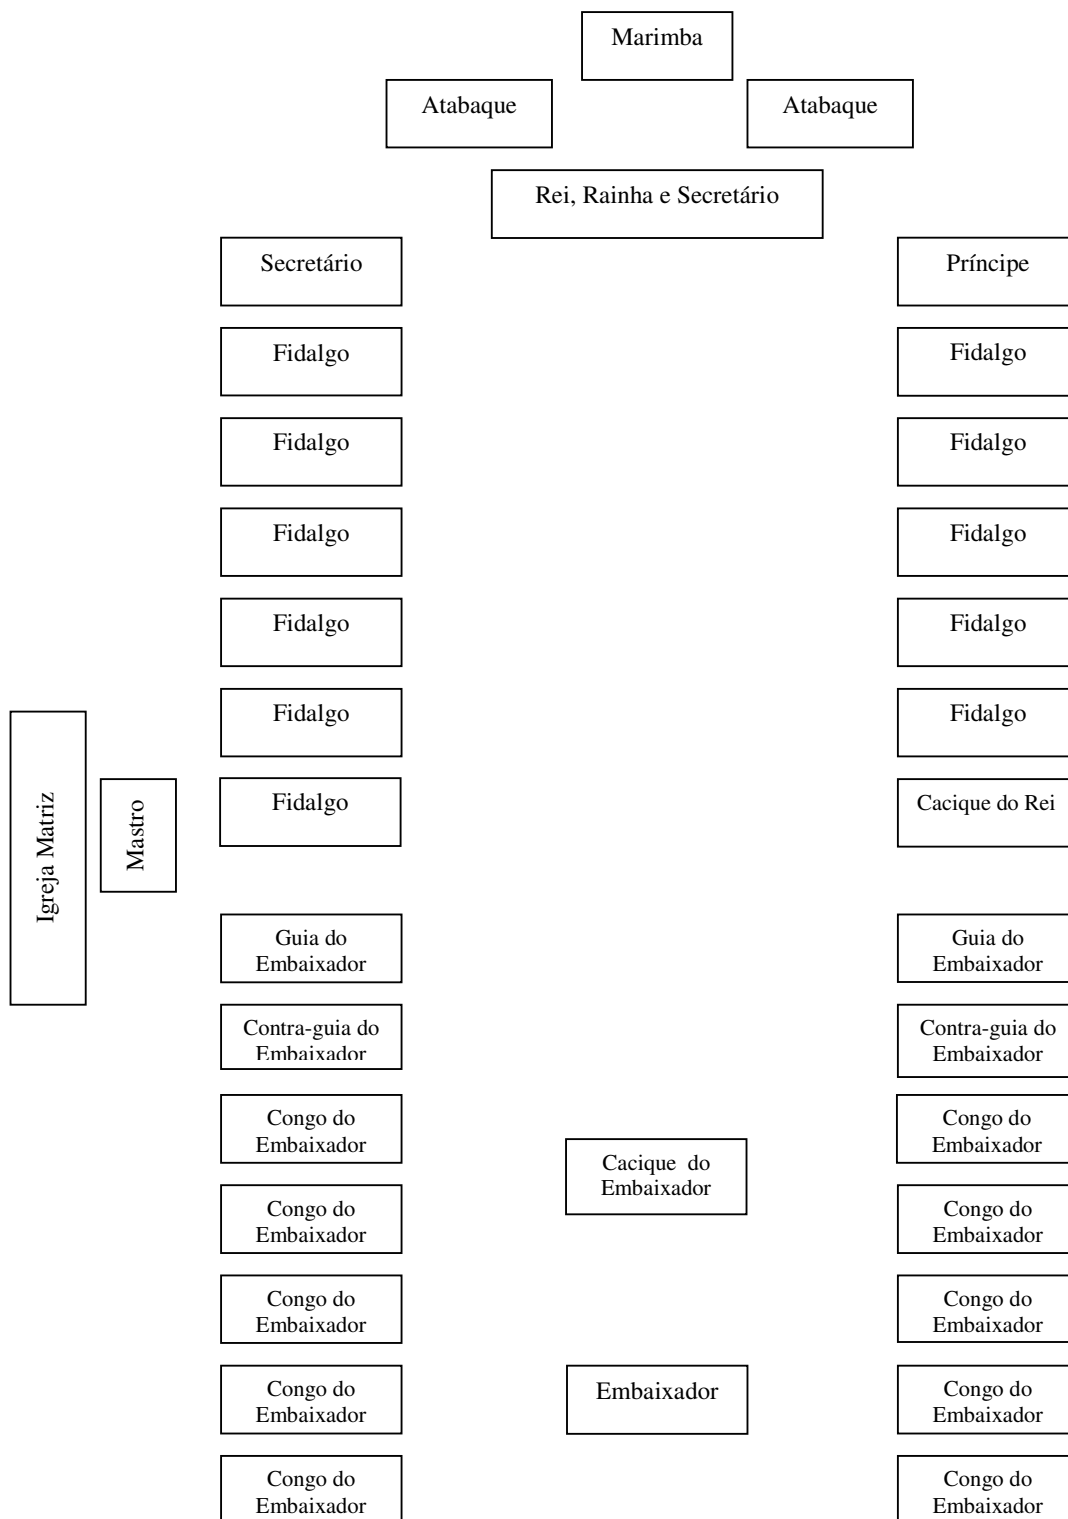 Marimba
Atabaque
Atabaque
Rei, Rainha e Secretário
Secretário
Príncipe
Fidalgo
Fidalgo
Fidalgo
Fidalgo
Fidalgo
Fidalgo
Fidalgo
Fidalgo
Fidalgo
Fidalgo
Fidalgo
Cacique do Rei
Igreja Matriz
Mastro
Guia do
Embaixador
Guia do
Embaixador
Contra-guia do
Embaixador
Contra-guia do
Embaixador
Congo do
Embaixador
Cacique do
Embaixador
Congo do
Embaixador
Congo do
Embaixador
Congo do
Embaixador
Congo do
Embaixador
Congo do
Embaixador
Congo do
Embaixador
Embaixador
Congo do
Embaixador
Congo do
Embaixador
Congo do
Embaixador